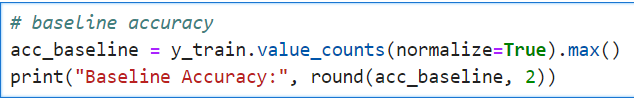 # baseline accuracy
acc_baseline = y_train.value_counts(normalize=True).max()
print("Baseline Accuracy:", round(acc_baseline, 2))